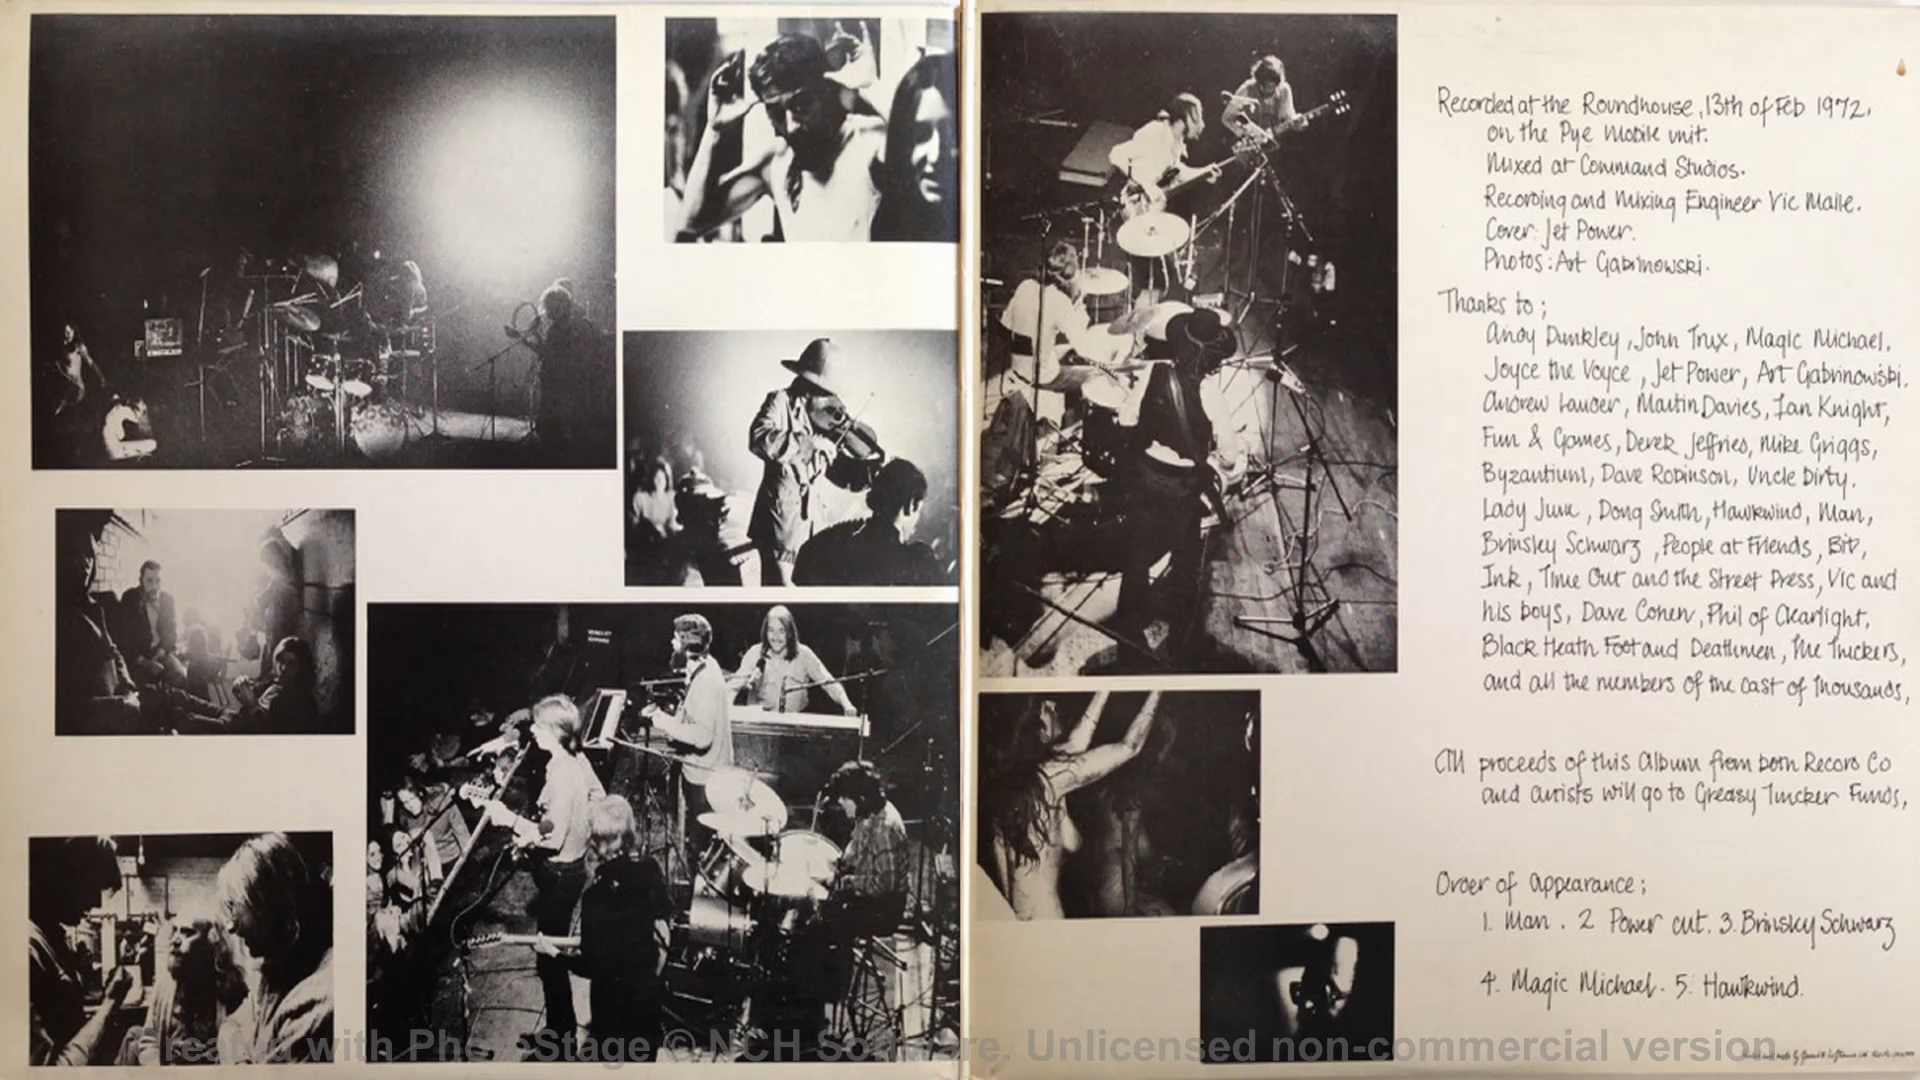 Recorded at the Roundhouse, 13th of Feb 1972,
on the Pye Mobile unit.
Mixed at Command Studios.
Recording and Mixing Engineer Vic Maile.
Cover: Jet Power.
Photos: Art Gabrinowski.
Thanks to;
Andy Dunkley, John Trux, Magic Michael,
Joyce the Voyce, Jet Power, Art Gabrinowski,
Andrew Lauder, Martin Davies, Ian Knight,
Fun & Games, Derek Jeffries, Mike Griggs,
Byzantium, Dave Robinson, Uncle Dirty.
Lady June, Doug Smith, Hawkwind, Man,
Brinsley Schwarz, People at Friends, Bit,
Ink, Time Out and the Street Press, Vic and
his boys, Dave Cohen, Phil of Clearlight,
Black Heath Foot and Deathmen, The Truckers,
and all the members of the cast of Thousands,
All proceeds of this Album from both Record Co
and artists will go to Greasy Trucker Funds,
Order of appearance;
1. Man. 2 Power cut. 3. Brinsley Schwarz
4. Magic Michael. 5. Hawkwind.
Created with PhotoStage © NCH Software. Unlicensed non-commercial version.